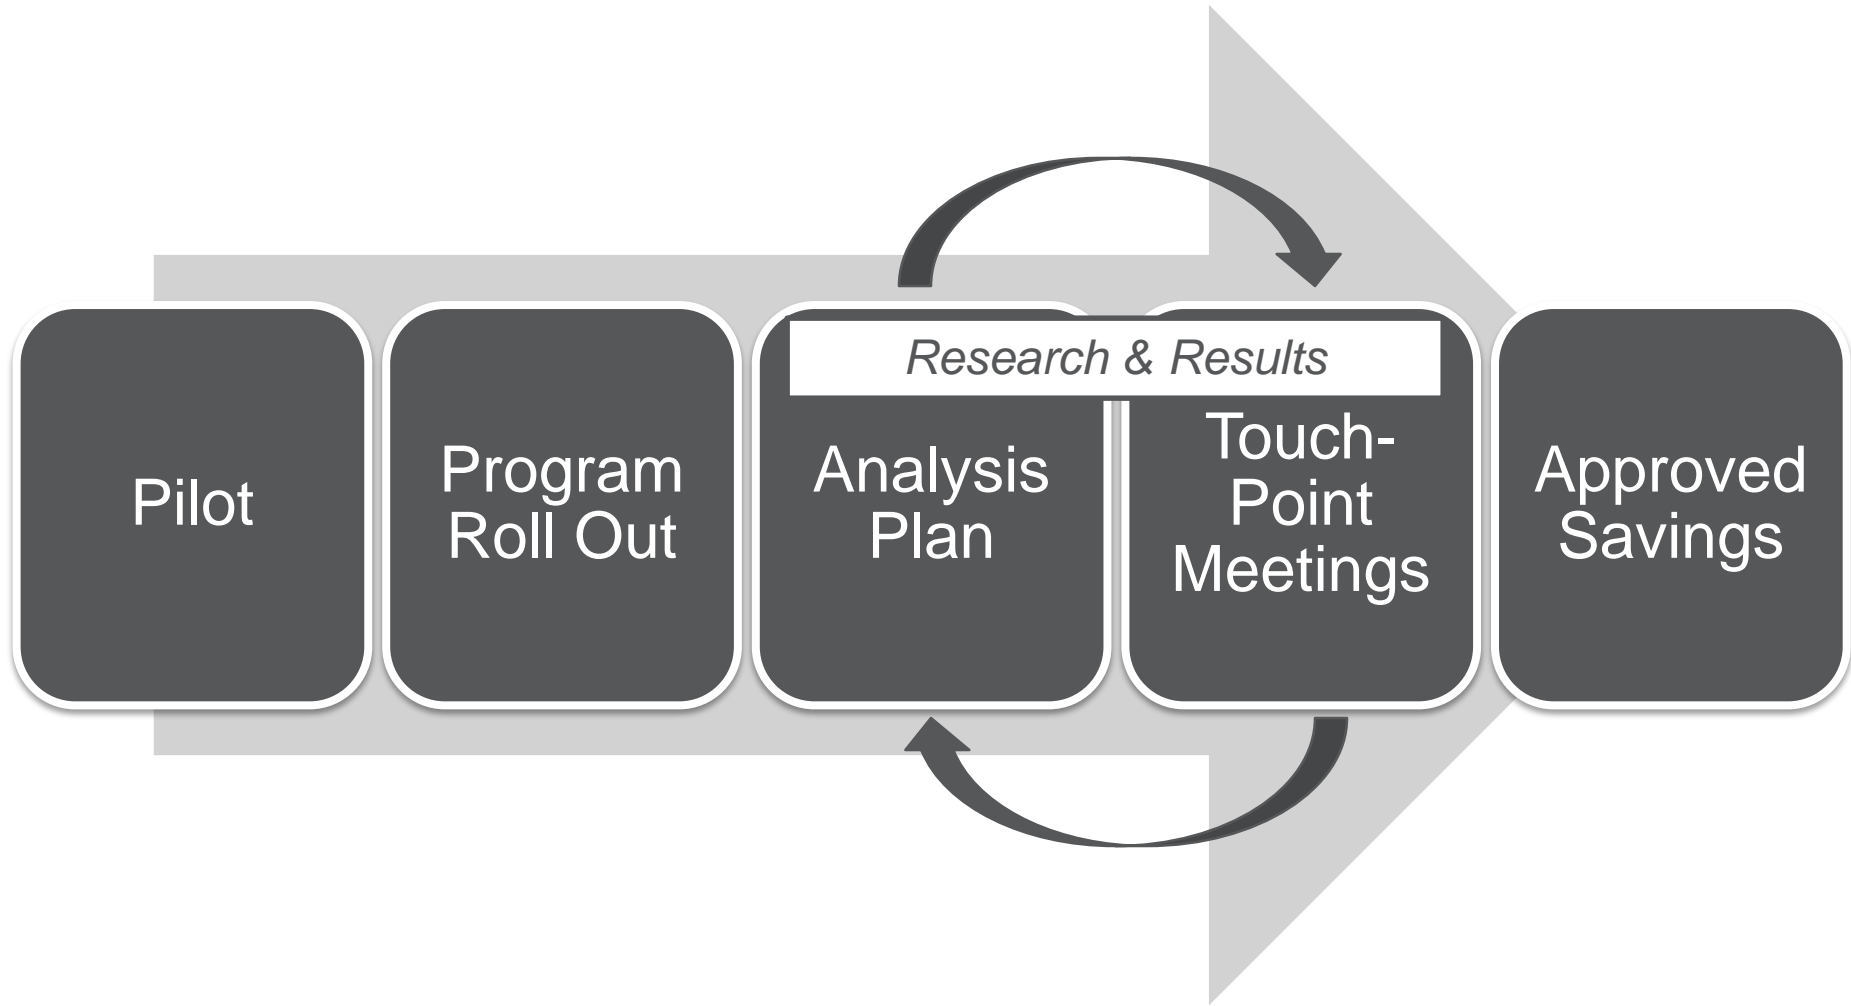 Research & Results
Pilot
Program
Roll Out
Analysis
Plan
Touch-
Point
Meetings
Approved
Savings